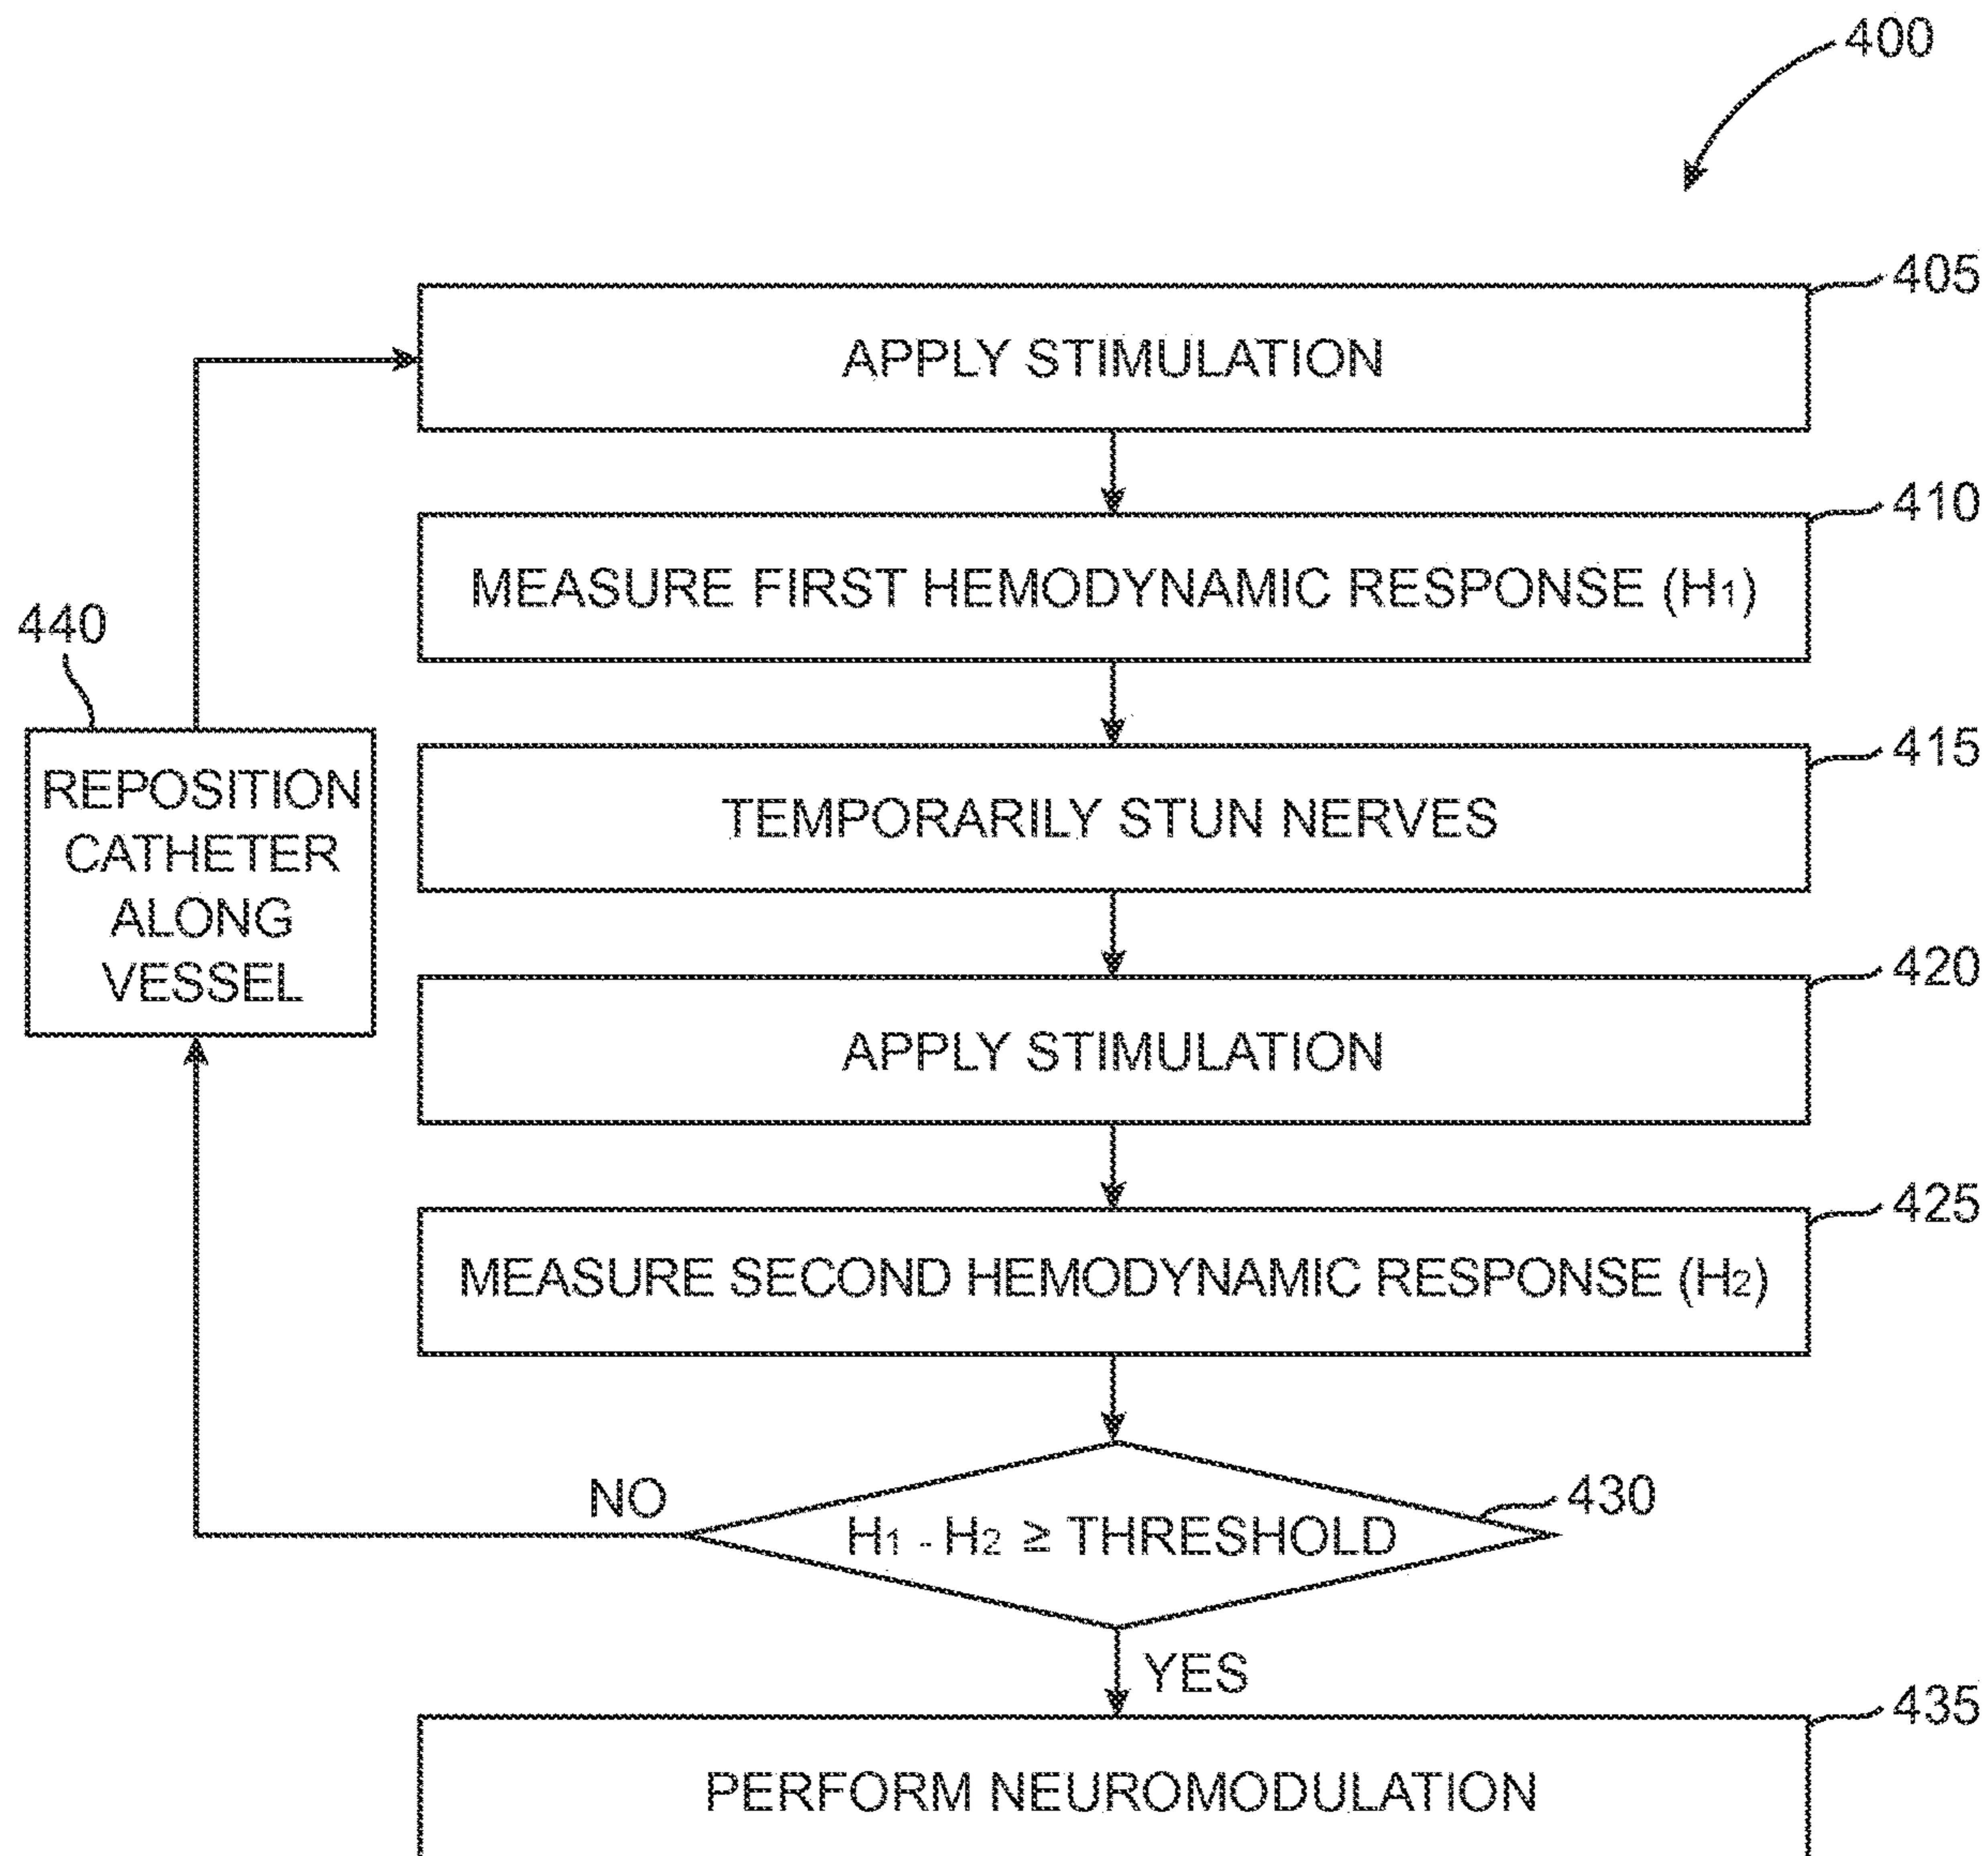 400
405
APPLY STIMULATION
410
MEASURE FIRST HEMODYNAMIC RESPONSE (H1)
440
415
REPOSITION
CATHETER
ALONG
VESSEL
TEMPORARILY STUN NERVES
420
APPLY STIMULATION
425
MEASURE SECOND HEMODYNAMIC RESPONSE (H2)
NO
430
H1 - H2 ≥ THRESHOLD
YES
435
PERFORM NEUROMODULATION